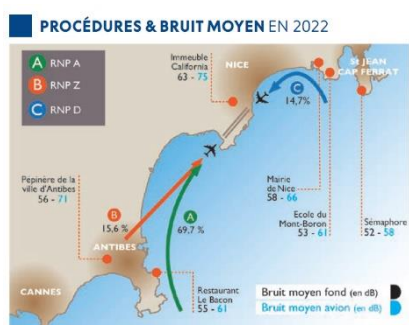 PROCÉDURES & BRUIT MOYEN EN 2022
A RNP A
B RNP Z
C RNP D
Immeuble
California
63 - 75
NICE
ST JEAN
CAP FERRAT
C
14,7%
Pépinière de la
ville d'Antibes
56 - 71
Mairie
de Nice
58 - 66
Ecole du
Mont-Boron
53 - 61
Sémaphore
52 - 58
B
15,6 %
A
69,7 %
ANTIBES
CANNES
Restaurant
Le Bacon
55 - 61
Bruit moyen fond (en dB)
Bruit moyen avion (en dB)